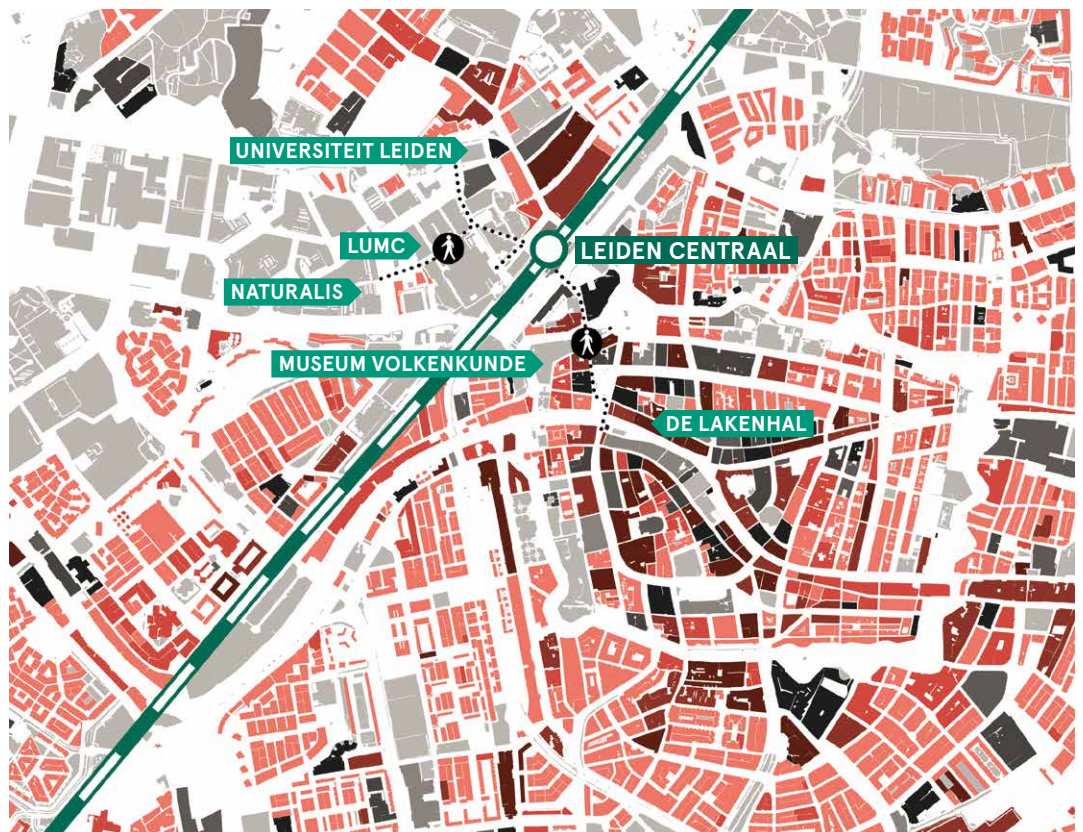 UNIVERSITEIT LEIDEN
LUMC
LEIDEN CENTRAAL
NATURALIS
MUSEUM VOLKENKUNDE
DE LAKENHAL